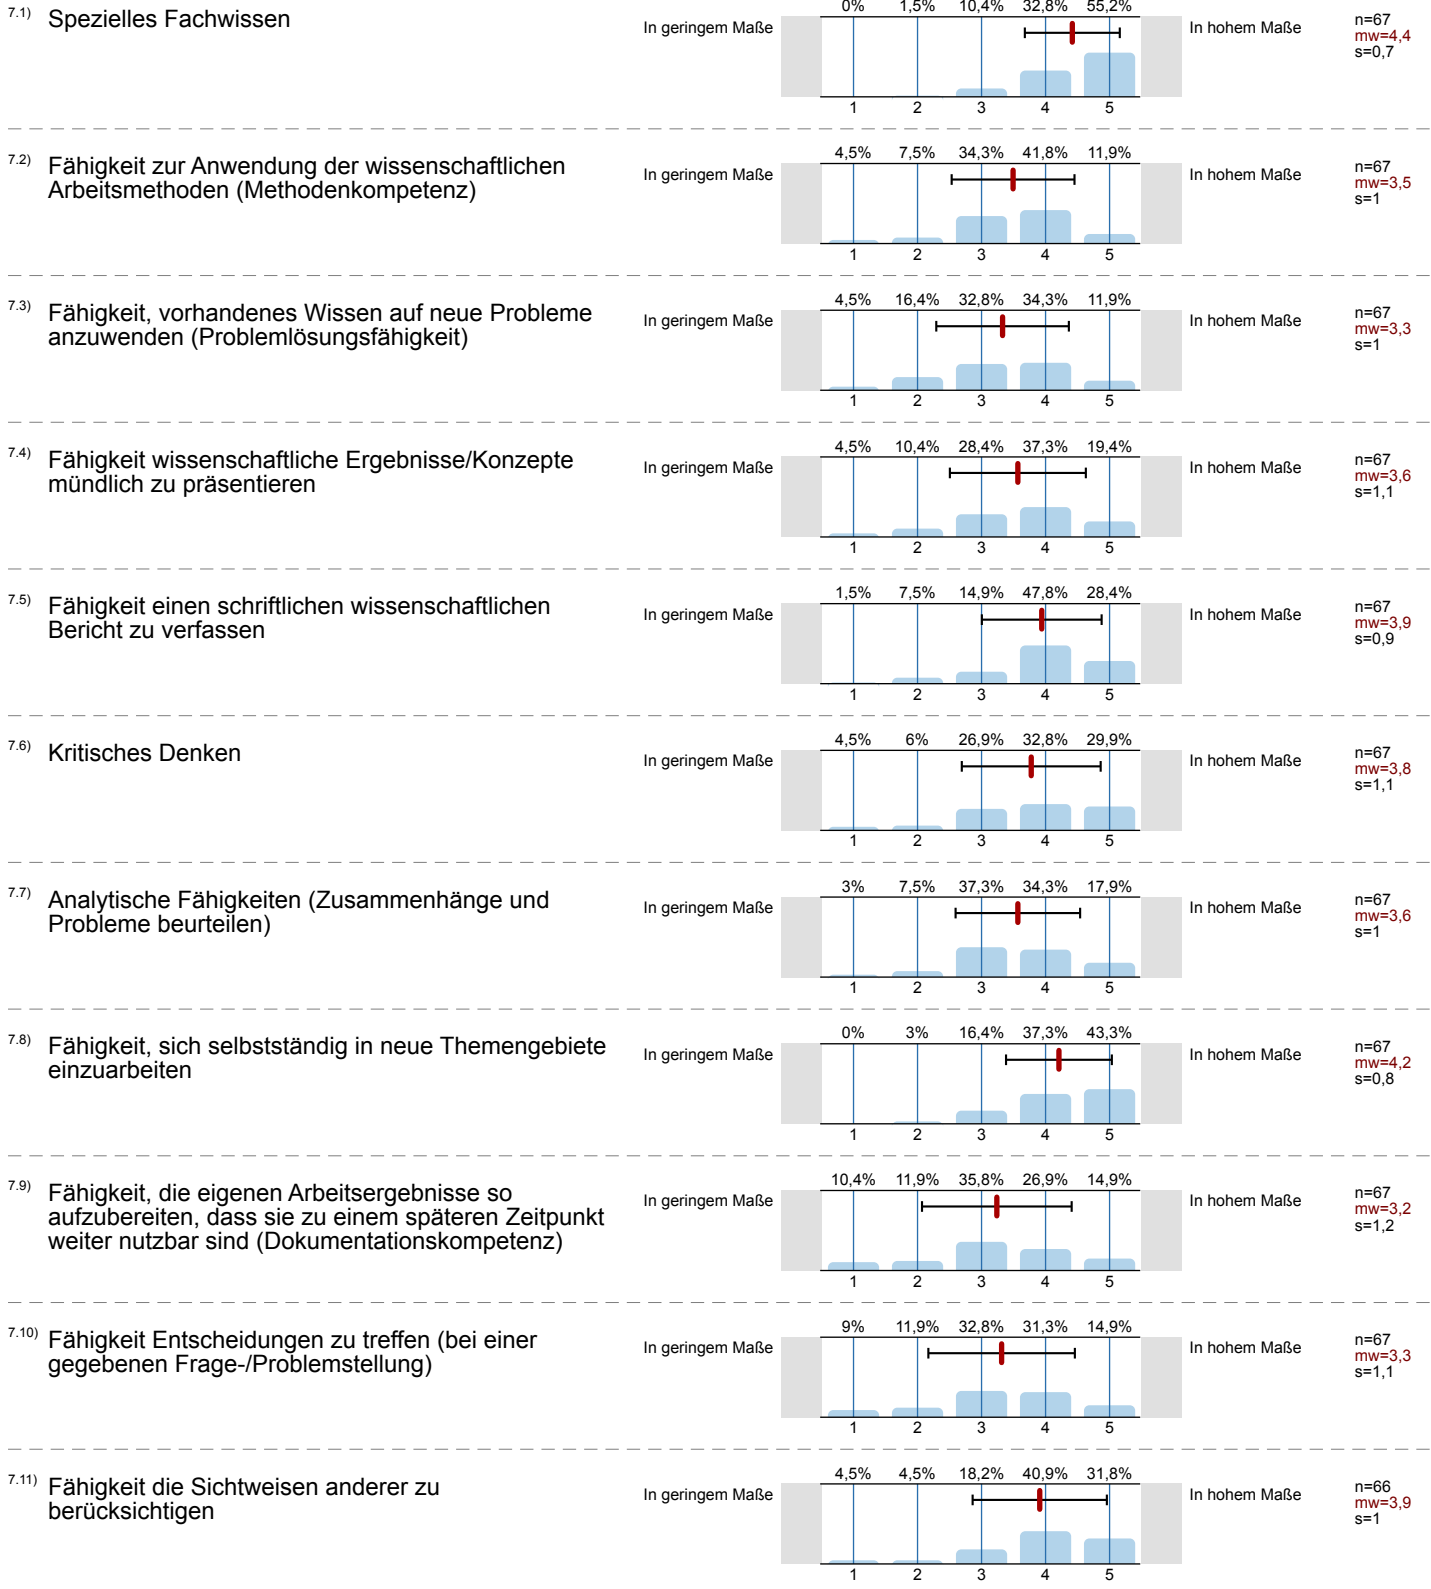 7.1) Spezielles Fachwissen
0% 1,5% 10,4% 32,8% 55,2%
In geringem Maße
In hohem Maße
n=67
mw=4,4
s=0,7
1 2 3 4 5
7.2) Fähigkeit zur Anwendung der wissenschaftlichen
Arbeitsmethoden (Methodenkompetenz)
4,5% 7,5% 34,3% 41,8% 11,9%
In geringem Maße
In hohem Maße
n=67
mw=3,5
s=1
1 2 3 4 5
7.3) Fähigkeit, vorhandenes Wissen auf neue Probleme
anzuwenden (Problemlösungsfähigkeit)
4,5% 16,4% 32,8% 34,3% 11,9%
In geringem Maße
In hohem Maße
n=67
mw=3,3
s=1
1 2 3 4 5
7.4) Fähigkeit wissenschaftliche Ergebnisse/Konzepte
mündlich zu präsentieren
4,5% 10,4% 28,4% 37,3% 19,4%
In geringem Maße
In hohem Maße
n=67
mw=3,6
s=1,1
1 2 3 4 5
7.5) Fähigkeit einen schriftlichen wissenschaftlichen
Bericht zu verfassen
1,5% 7,5% 14,9% 47,8% 28,4%
In geringem Maße
In hohem Maße
n=67
mw=3,9
s=0,9
1 2 3 4 5
7.6) Kritisches Denken
4,5% 6% 26,9% 32,8% 29,9%
In geringem Maße
In hohem Maße
n=67
mw=3,8
s=1,1
1 2 3 4 5
7.7) Analytische Fähigkeiten (Zusammenhänge und
Probleme beurteilen)
3% 7,5% 37,3% 34,3% 17,9%
In geringem Maße
In hohem Maße
n=67
mw=3,6
s=1
1 2 3 4 5
7.8) Fähigkeit, sich selbstständig in neue Themengebiete
einzuarbeiten
0% 3% 16,4% 37,3% 43,3%
In geringem Maße
In hohem Maße
n=67
mw=4,2
s=0,8
1 2 3 4 5
7.9) Fähigkeit, die eigenen Arbeitsergebnisse so
aufzubereiten, dass sie zu einem späteren Zeitpunkt
weiter nutzbar sind (Dokumentationskompetenz)
10,4% 11,9% 35,8% 26,9% 14,9%
In geringem Maße
In hohem Maße
n=67
mw=3,2
s=1,2
1 2 3 4 5
7.10) Fähigkeit Entscheidungen zu treffen (bei einer
gegebenen Frage-/Problemstellung)
9% 11,9% 32,8% 31,3% 14,9%
In geringem Maße
In hohem Maße
n=67
mw=3,3
s=1,1
1 2 3 4 5
7.11) Fähigkeit die Sichtweisen anderer zu
berücksichtigen
4,5% 4,5% 18,2% 40,9% 31,8%
In geringem Maße
In hohem Maße
n=66
mw=3,9
s=1
1 2 3 4 5